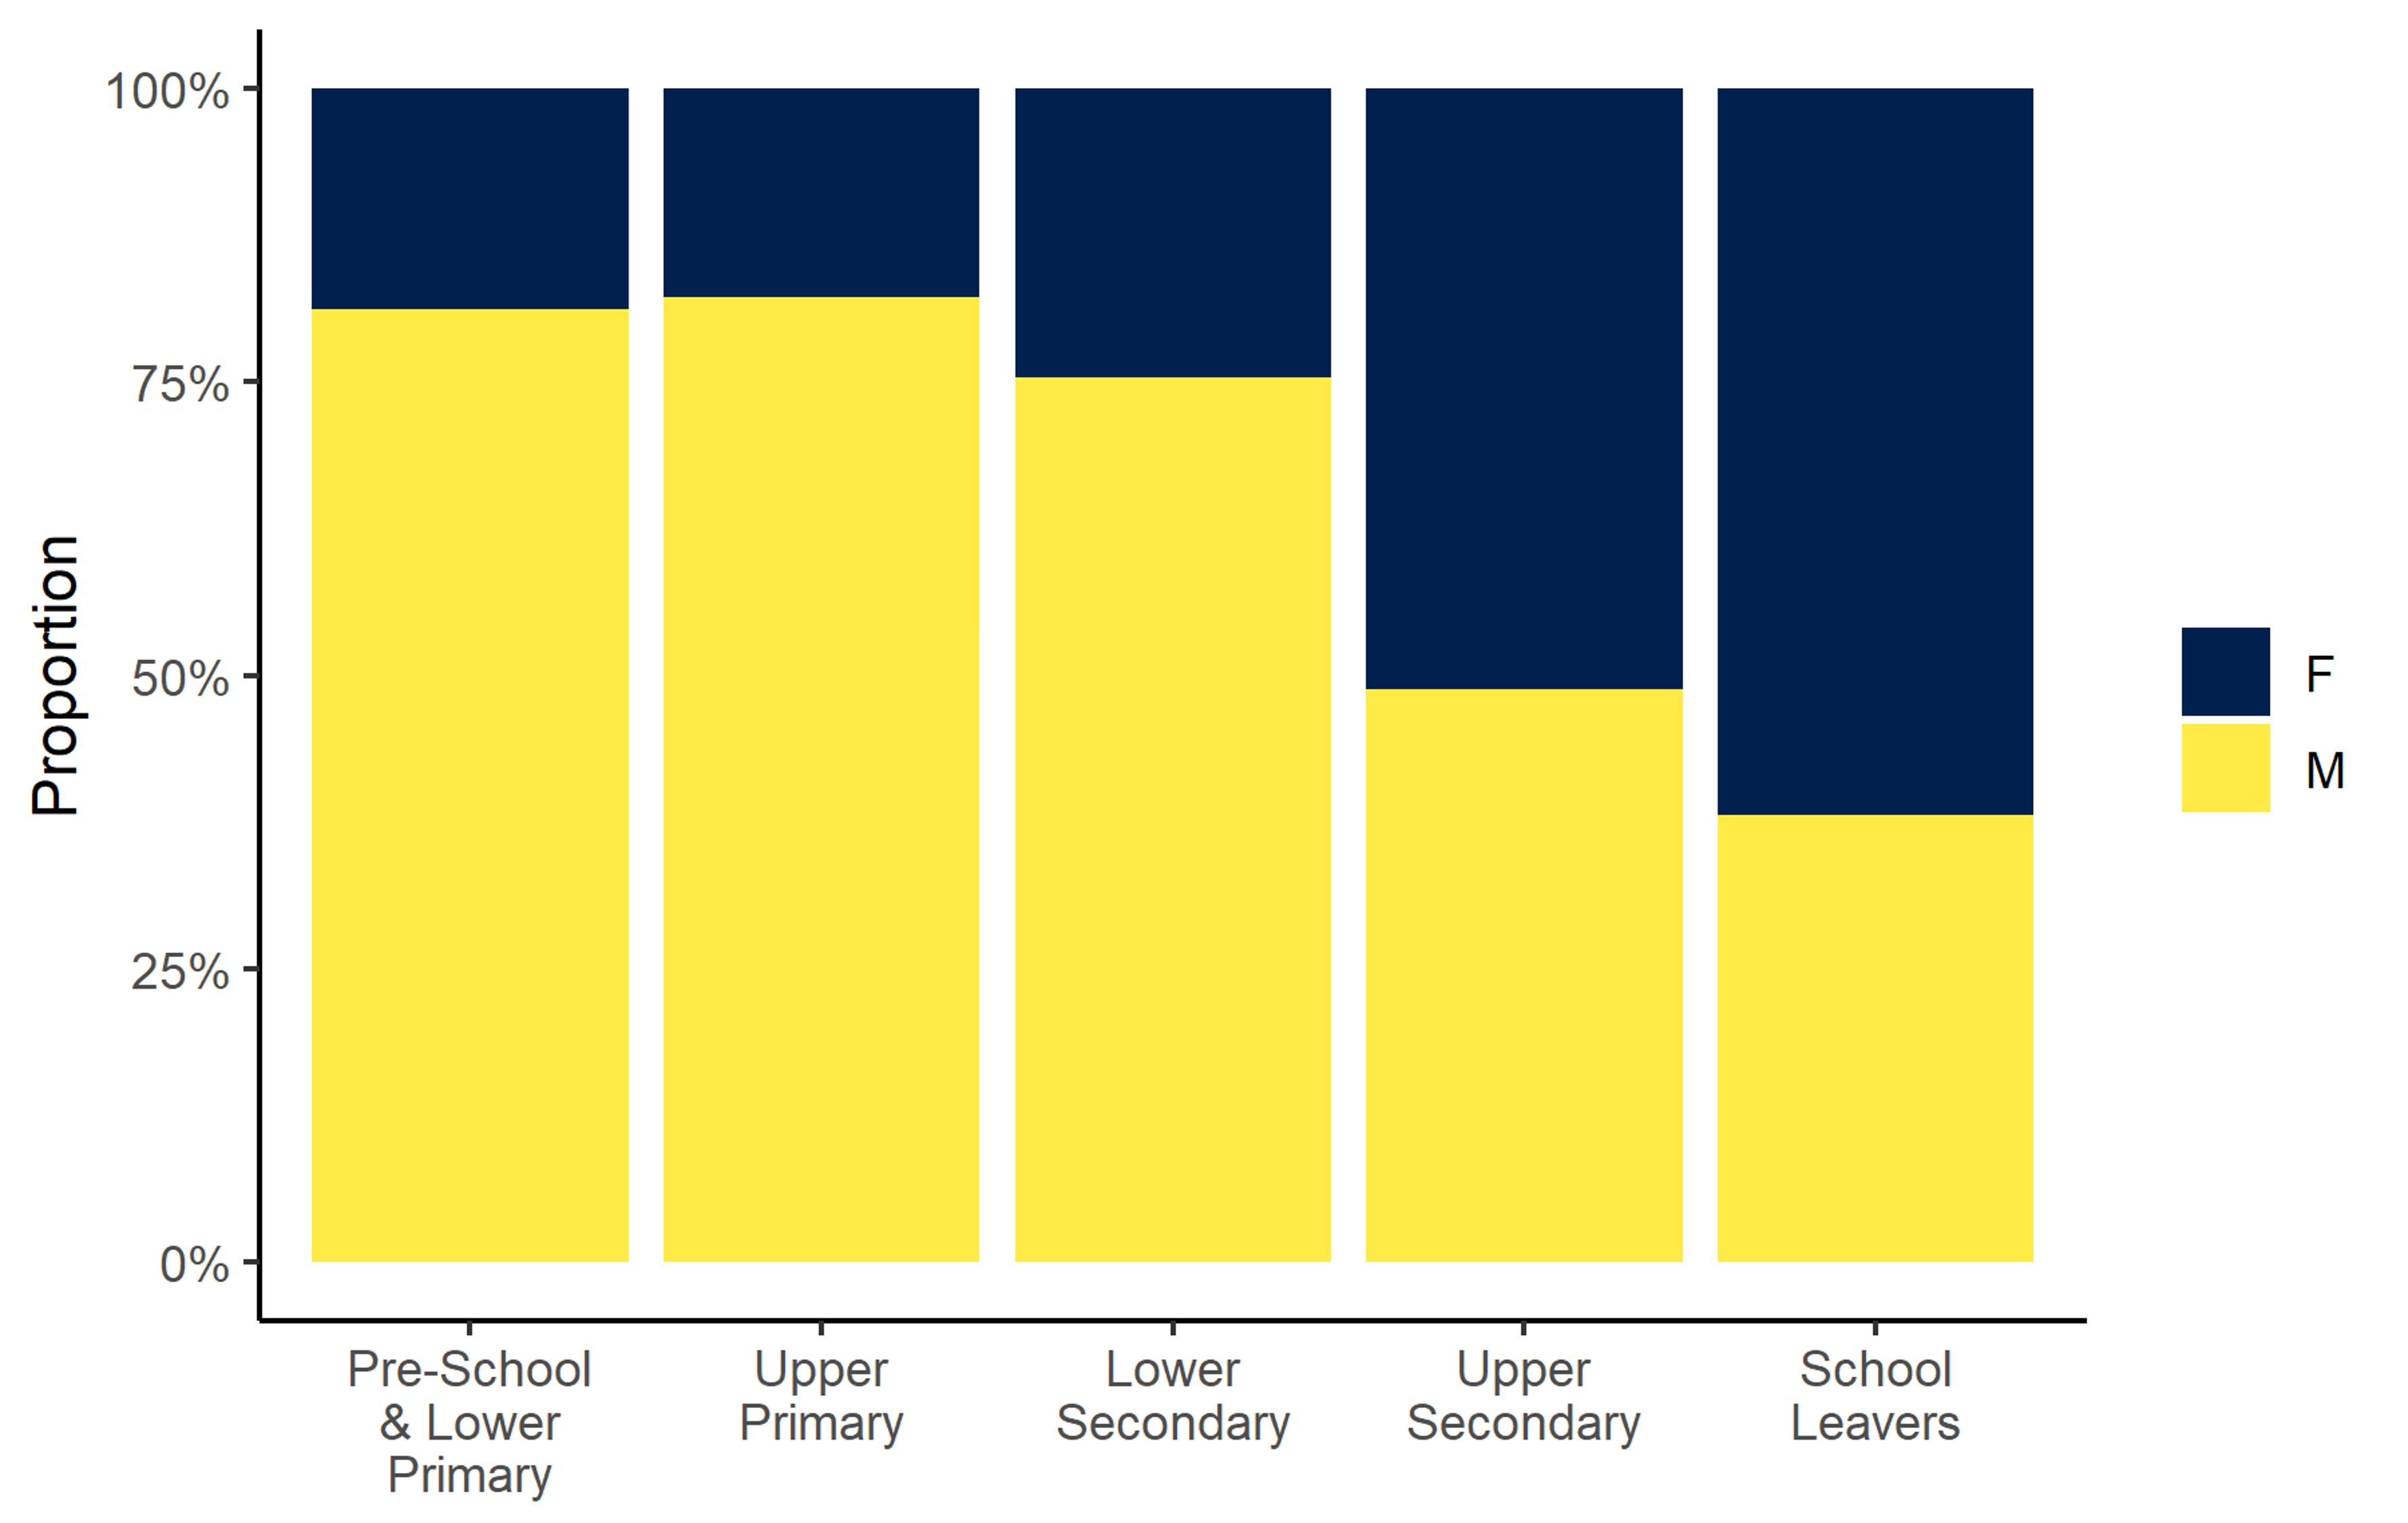 Proportion
100%
75%
50%
25%
0%
Pre-School
& Lower
Primary
Upper
Primary
Lower
Secondary
Upper
Secondary
School
Leavers
F
M